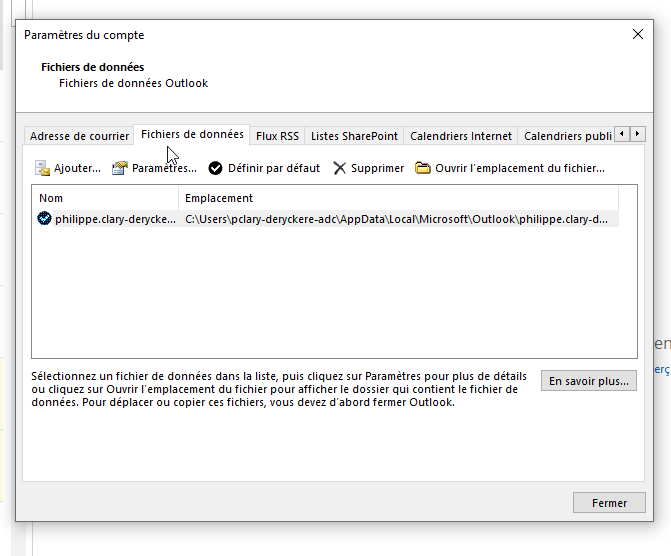 Paramètres du compte
Fichiers de données
Fichiers de données Outlook
Adresse de courrier Fichiers de données Flux RSS Listes SharePoint Calendriers Internet Calendriers publi
Ajouter... Paramètres... Définir par défaut Supprimer Ouvrir l'emplacement du fichier...
Nom Emplacement
philippe.clary-derycke... C:\Users\pclary-deryckere-adc\AppData\Local\Microsoft\Outlook\philippe.clary-d...
Sélectionnez un fichier de données dans la liste, puis cliquez sur Paramètres pour plus de détails
ou cliquez sur Ouvrir l'emplacement du fichier pour afficher le dossier qui contient le fichier de
données. Pour déplacer ou copier ces fichiers, vous devez d'abord fermer Outlook.
En savoir plus...
Fermer
en
erç